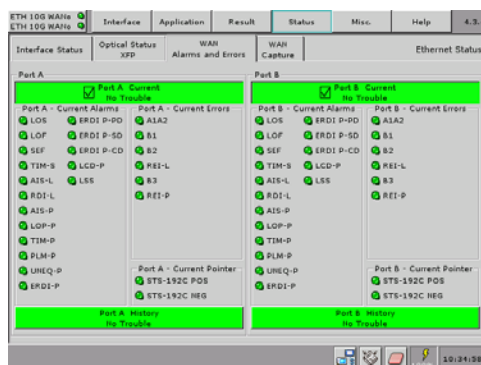 ETH 10G WANe
ETH 10G WANe
Interface Application Result Status Misc. Help 4.3.
Interface Status
Optical Status XFP
WAN Alarms and Errors
WAN Capture
Ethernet Status
Port A
Port A Current
No Trouble
Port A - Current Alarms
LOS ERDI P-PD
LOF ERDI P-SD
SEF ERDI P-CD
TIM-S LCD-P
AIS-L LSS
RDI-L
AIS-P
LOP-P
TIM-P
PLM-P
UNEQ-P
ERDI-P
Port A - Current Errors
A1A2
B1
B2
REI-L
B3
REI-P
Port A - Current Pointer
STS-192C POS
STS-192C NEG
Port A History
No Trouble
Port B
Port B Current
No Trouble
Port B - Current Alarms
LOS ERDI P-PD
LOF ERDI P-SD
SEF ERDI P-CD
TIM-S LCD-P
AIS-L LSS
RDI-L
AIS-P
LOP-P
TIM-P
PLM-P
UNEQ-P
ERDI-P
Port B - Current Errors
A1A2
B1
B2
REI-L
B3
REI-P
Port B - Current Pointer
STS-192C POS
STS-192C NEG
Port B History
No Trouble
10:34:58